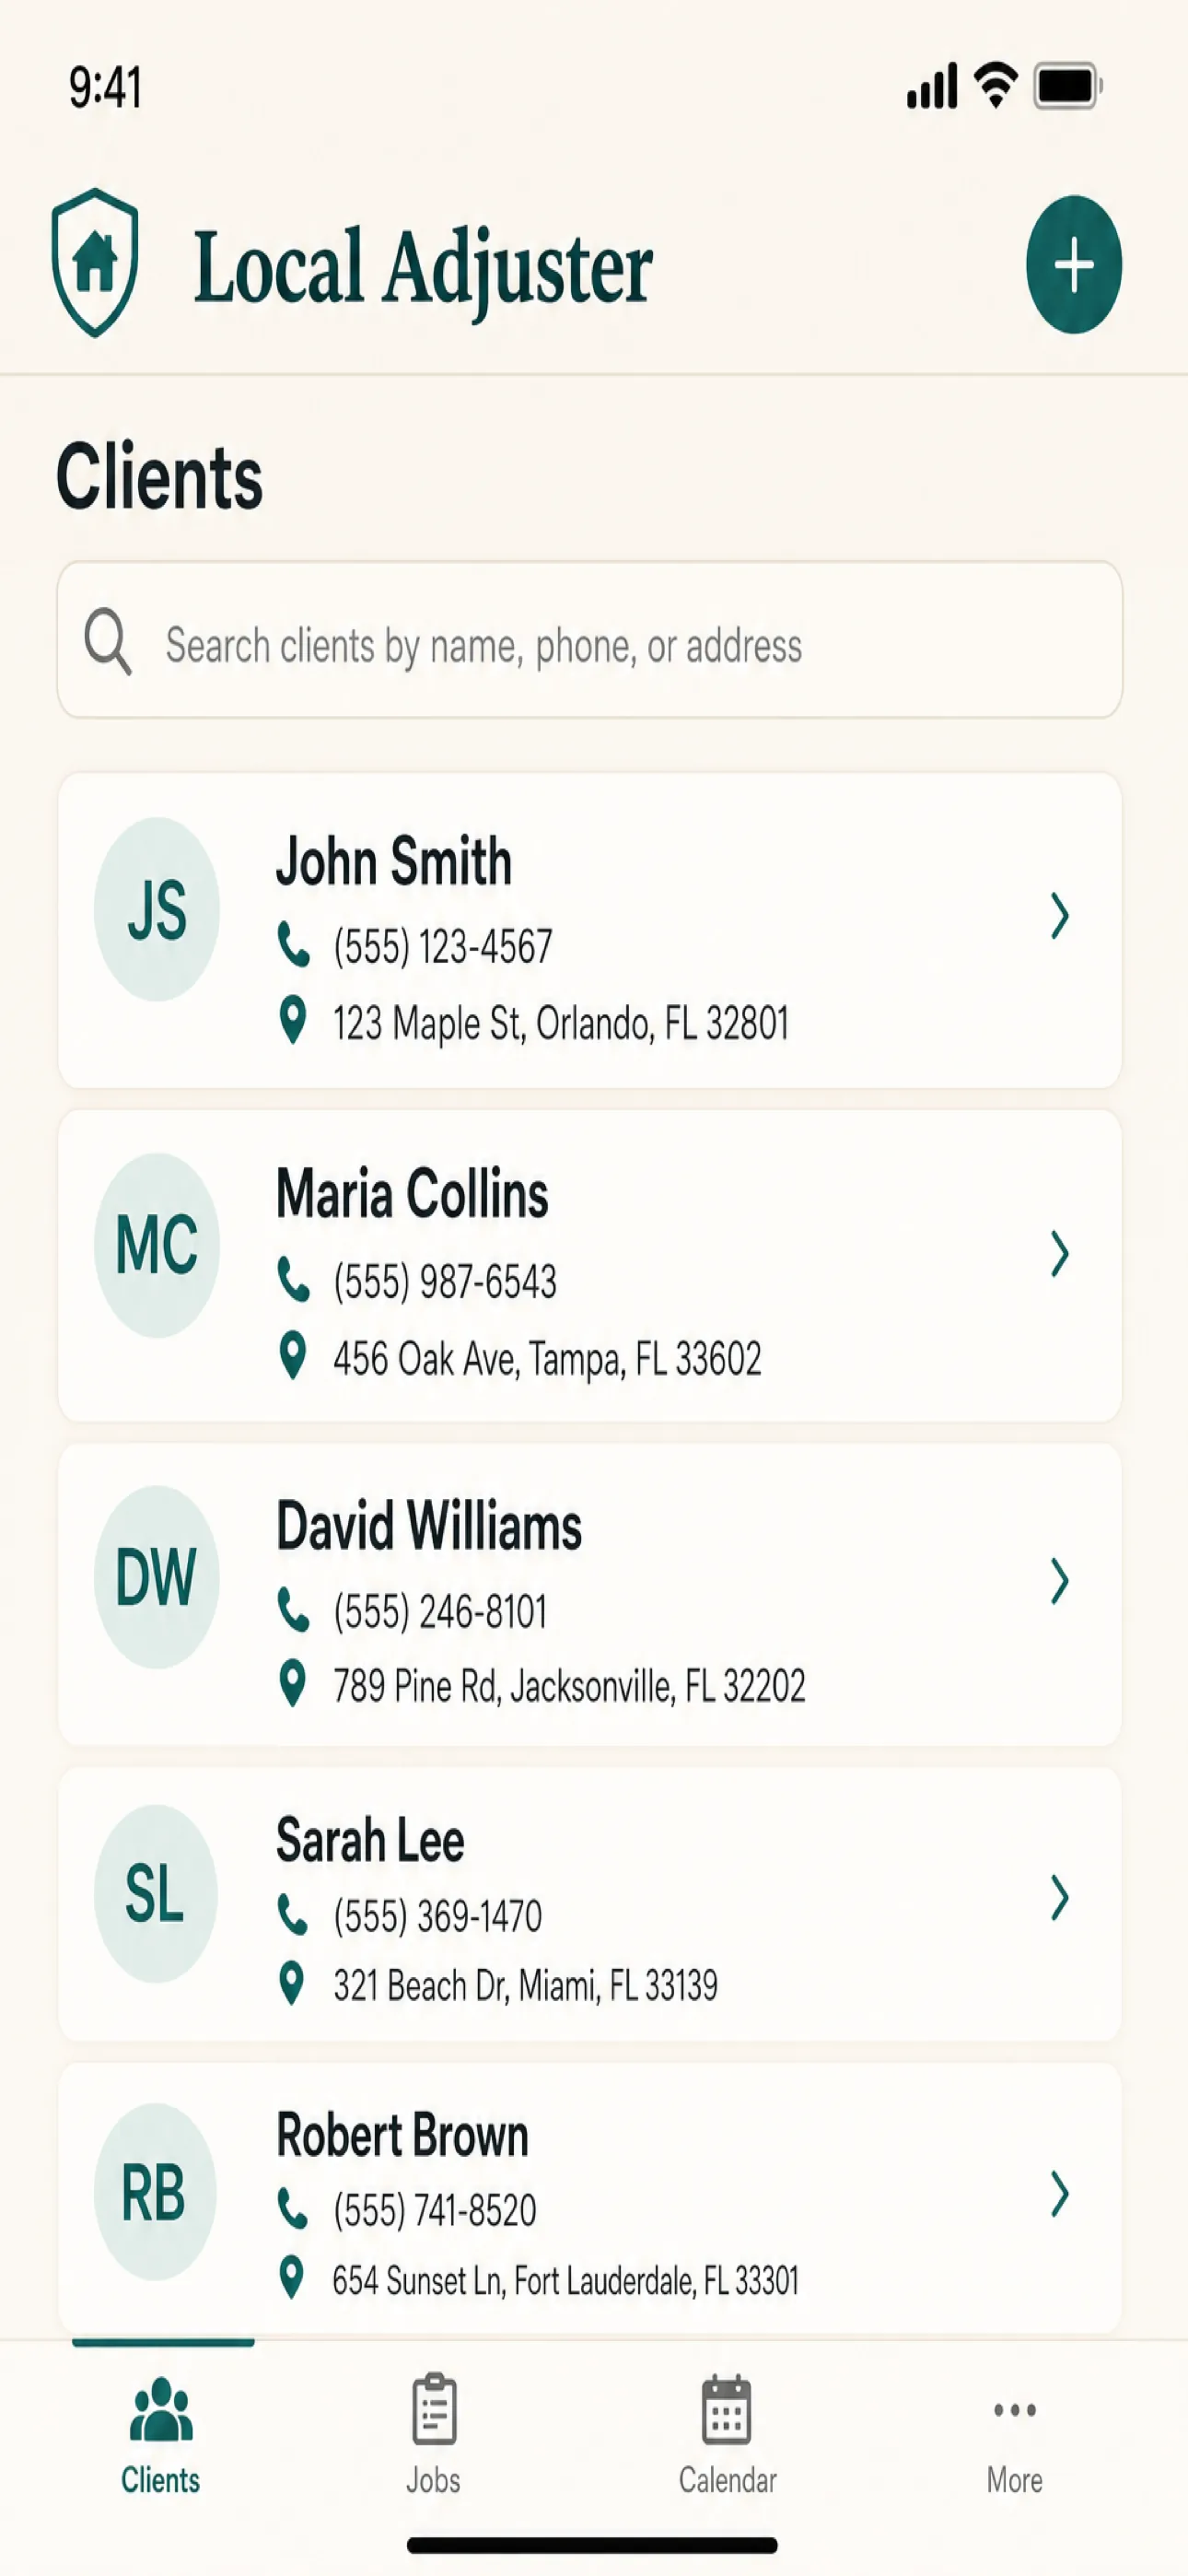 9:41
Local Adjuster
Clients
Search clients by name, phone, or address
JS
John Smith
(555) 123-4567
123 Maple St, Orlando, FL 32801
MC
Maria Collins
(555) 987-6543
456 Oak Ave, Tampa, FL 33602
DW
David Williams
(555) 246-8101
789 Pine Rd, Jacksonville, FL 32202
SL
Sarah Lee
(555) 369-1470
321 Beach Dr, Miami, FL 33139
RB
Robert Brown
(555) 741-8520
654 Sunset Ln, Fort Lauderdale, FL 33301
Clients
Jobs
Calendar
More